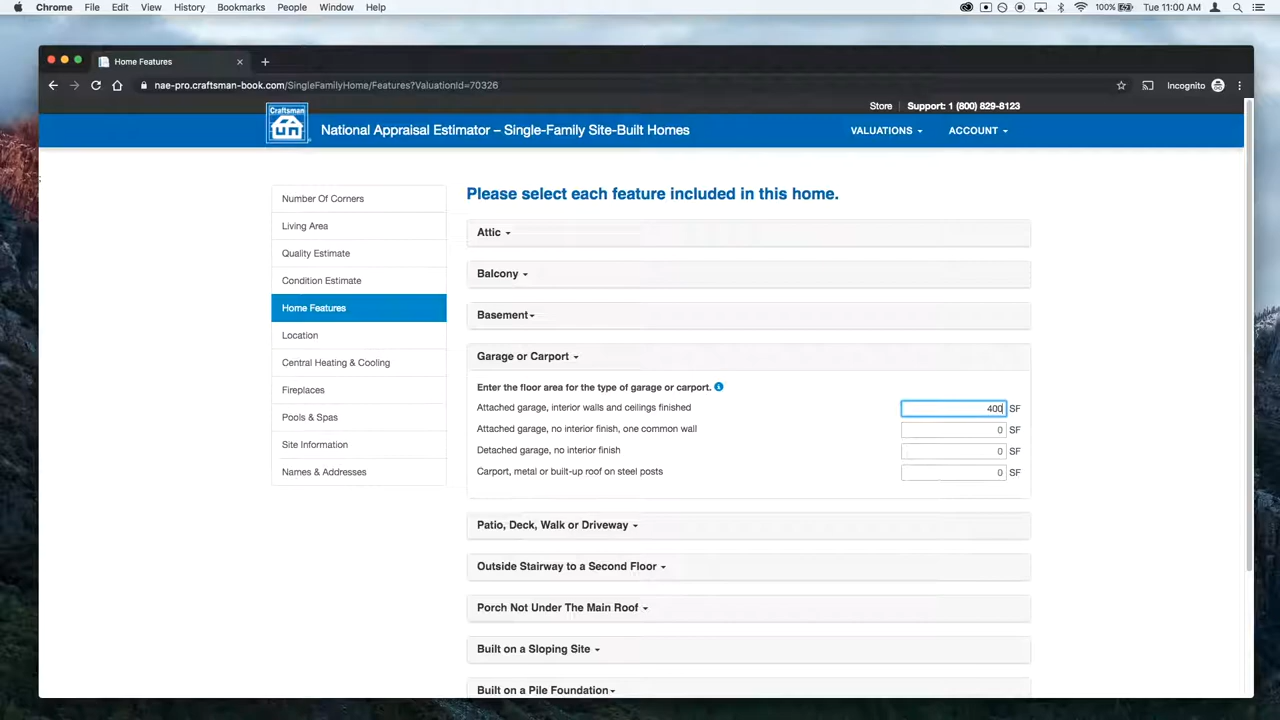 Chrome File Edit View History Bookmarks People Window Help 100% Tue 11:00 AM
Home Features
nae-pro.craftsman-book.com/SingleFamilyHome/Features?ValuationId=70326 Incognito
Store | Support: 1 (800) 829-8123
Craftsman
National Appraisal Estimator – Single-Family Site-Built Homes VALUATIONS ACCOUNT
Number Of Corners
Living Area
Quality Estimate
Condition Estimate
Home Features
Location
Central Heating & Cooling
Fireplaces
Pools & Spas
Site Information
Names & Addresses
Please select each feature included in this home.
Attic
Balcony
Basement
Garage or Carport
Enter the floor area for the type of garage or carport.
Attached garage, interior walls and ceilings finished 400 SF
Attached garage, no interior finish, one common wall 0 SF
Detached garage, no interior finish 0 SF
Carport, metal or built-up roof on steel posts 0 SF
Patio, Deck, Walk or Driveway
Outside Stairway to a Second Floor
Porch Not Under The Main Roof
Built on a Sloping Site
Built on a Pile Foundation